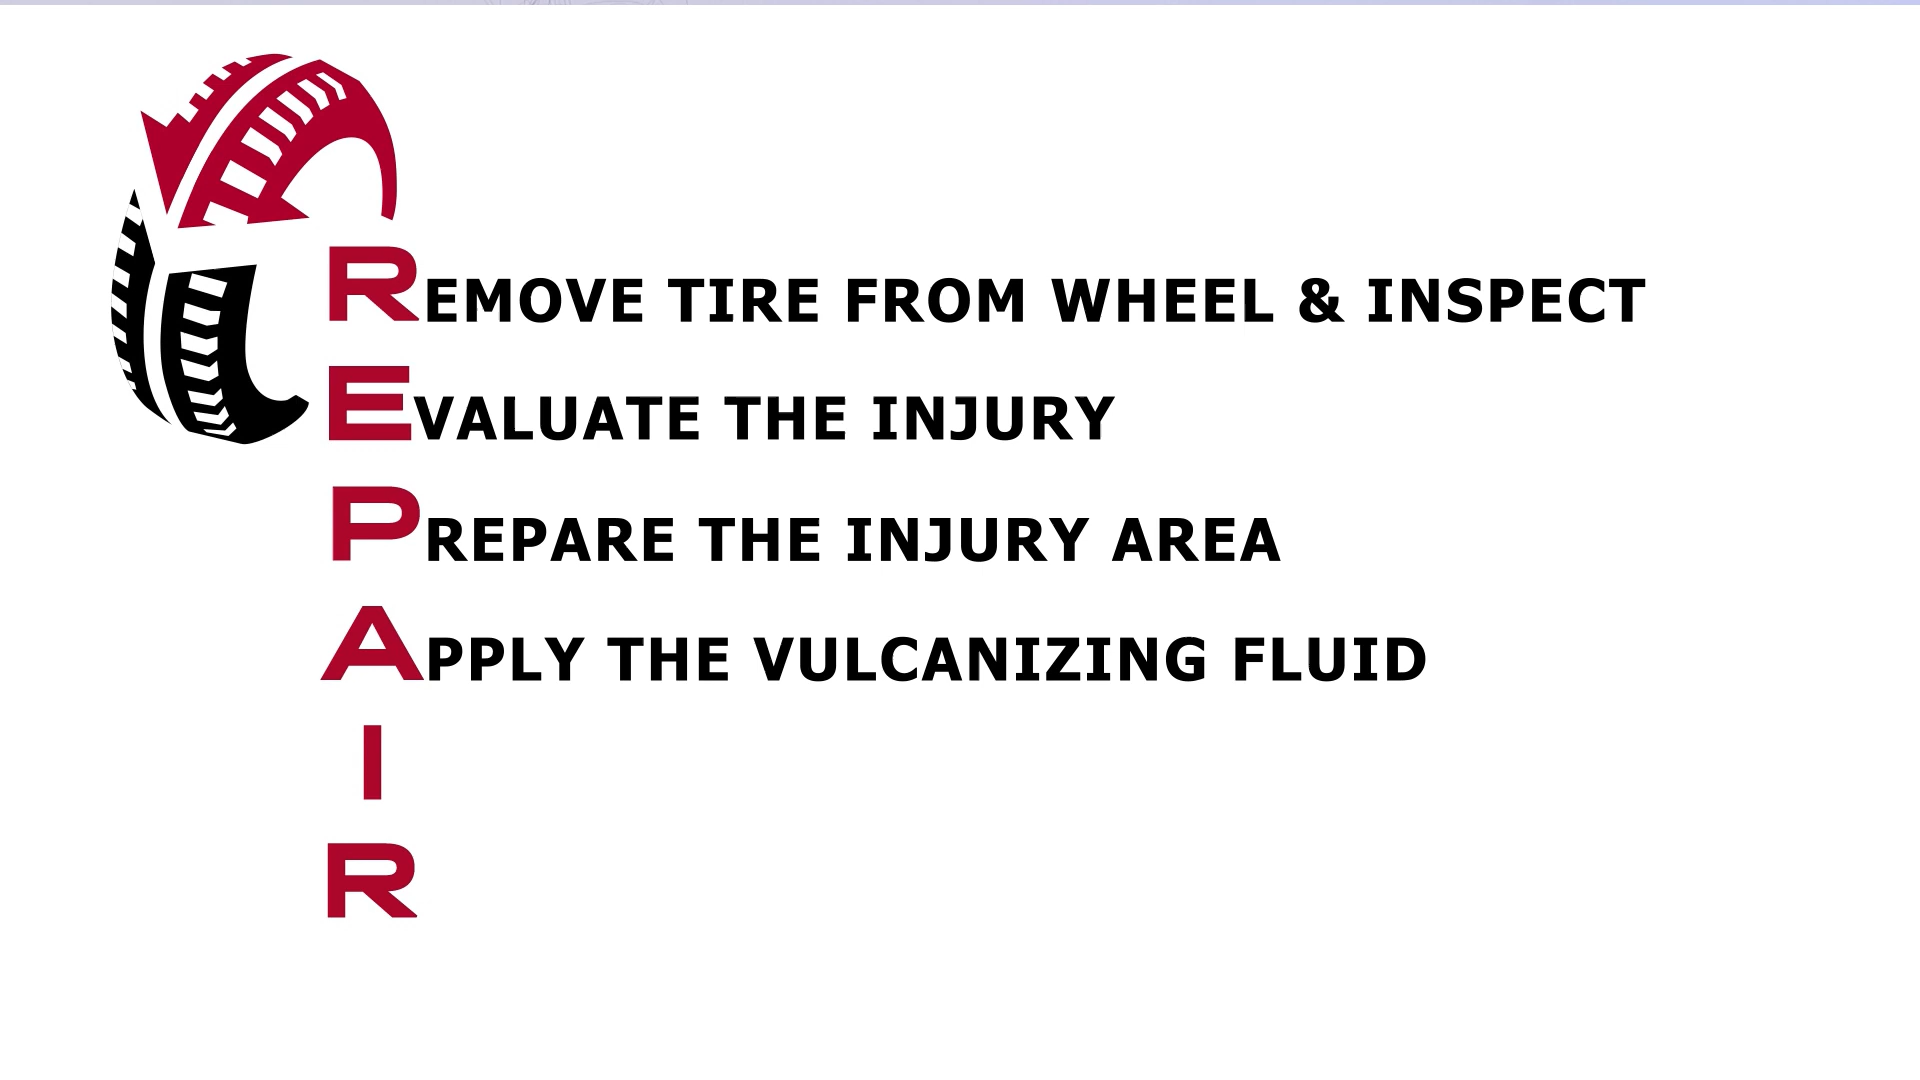 REMOVE TIRE FROM WHEEL & INSPECT
EVALUATE THE INJURY
PREPARE THE INJURY AREA
APPLY THE VULCANIZING FLUID
I
R